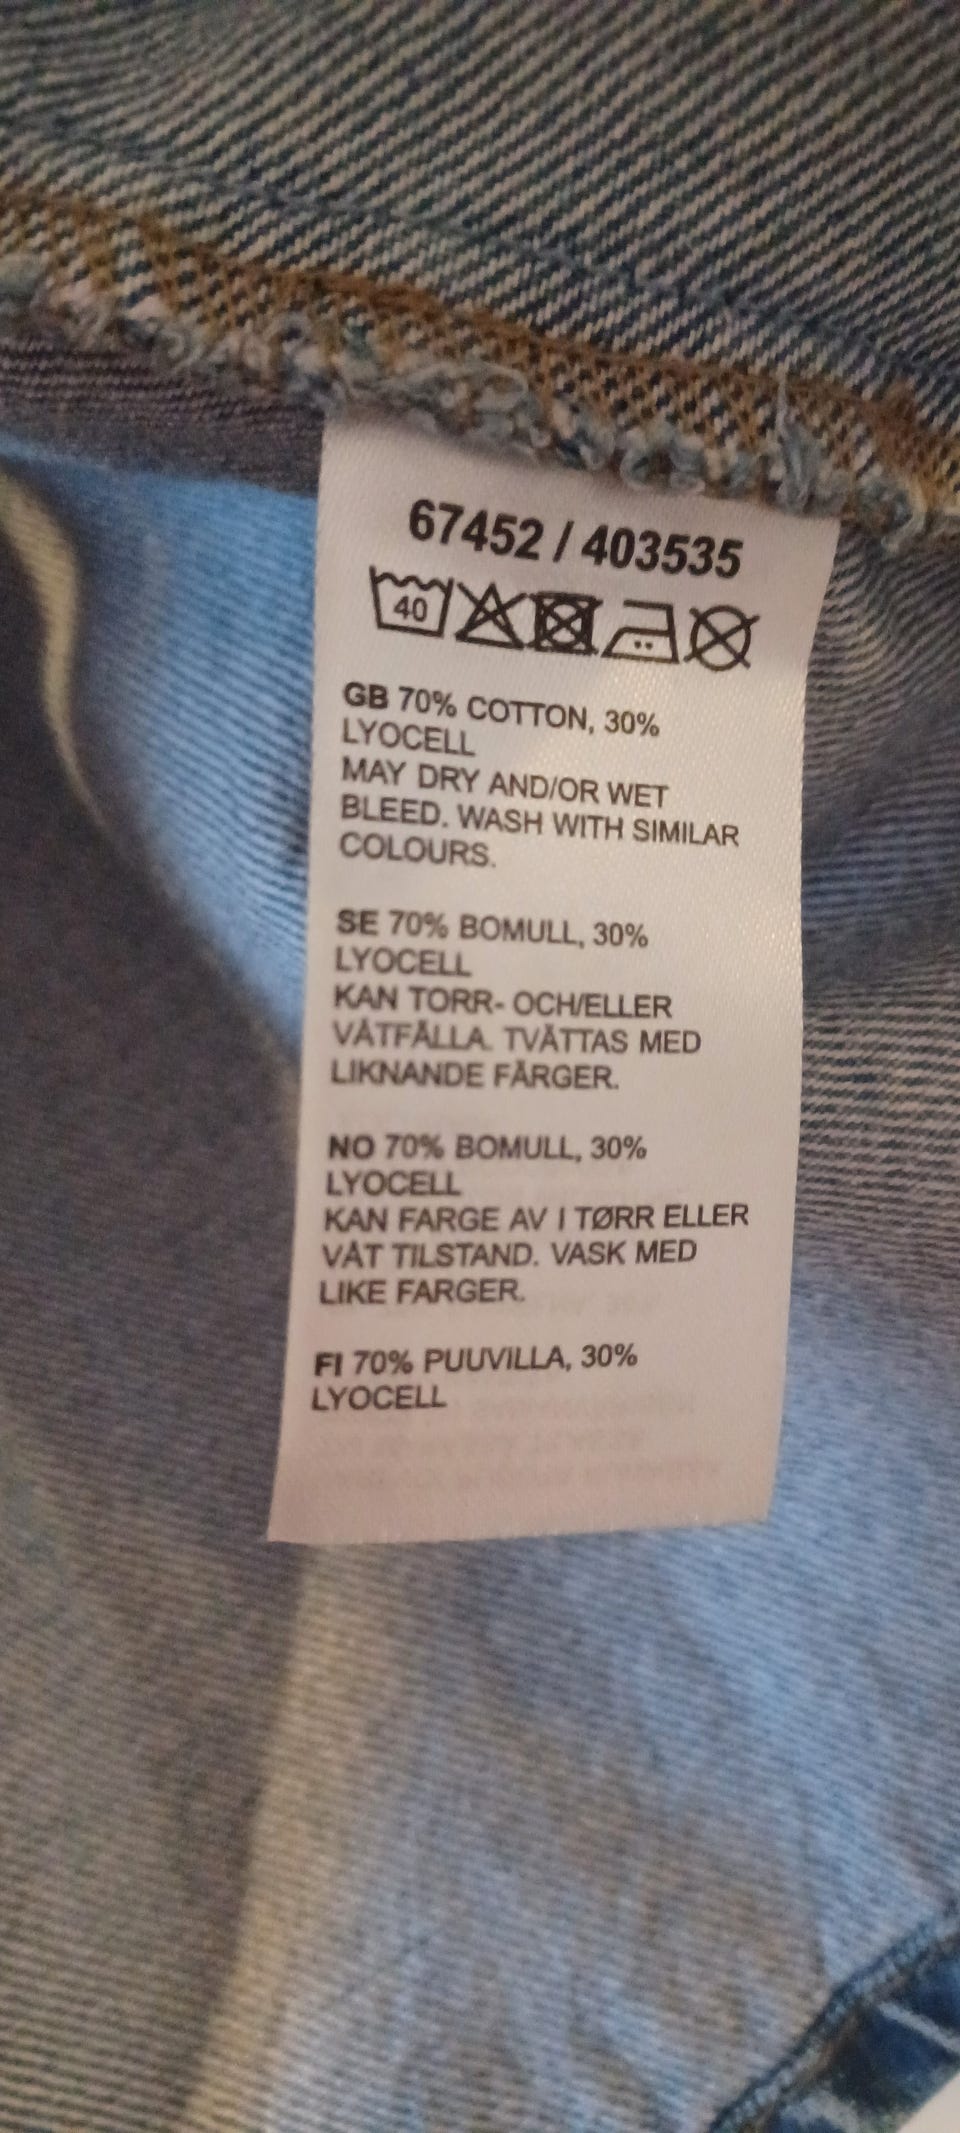 67452 / 403535
40
GB 70% COTTON, 30%
LYOCELL
MAY DRY AND/OR WET
BLEED. WASH WITH SIMILAR
COLOURS.
SE 70% BOMULL, 30%
LYOCELL
KAN TORR- OCH/ELLER
VÅTFÄLLA. TVÄTTAS MED
LIKNANDE FÄRGER.
NO 70% BOMULL, 30%
LYOCELL
KAN FARGE AV I TØRR ELLER
VÅT TILSTAND. VASK MED
LIKE FARGER.
FI 70% PUUVILLA, 30%
LYOCELL